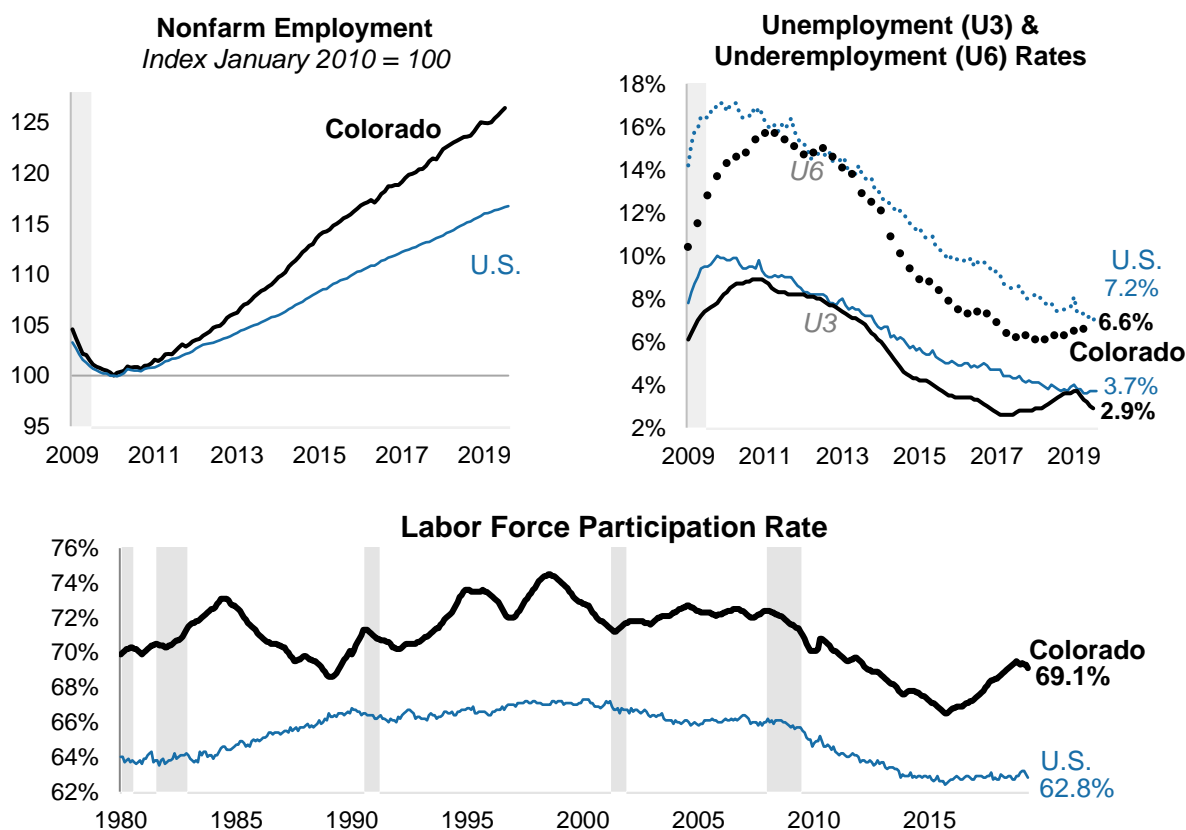 Nonfarm Employment
Index January 2010 = 100
125
120
115
110
105
100
95
Colorado
U.S.
2009 2011 2013 2015 2017 2019
Unemployment (U3) &
Underemployment (U6) Rates
18%
16%
14%
12%
10%
8%
6%
4%
2%
U6
U3
U.S.
7.2%
6.6%
Colorado
3.7%
2.9%
2009 2011 2013 2015 2017 2019
Labor Force Participation Rate
76%
74%
72%
70%
68%
66%
64%
62%
Colorado
69.1%
U.S.
62.8%
1980 1985 1990 1995 2000 2005 2010 2015